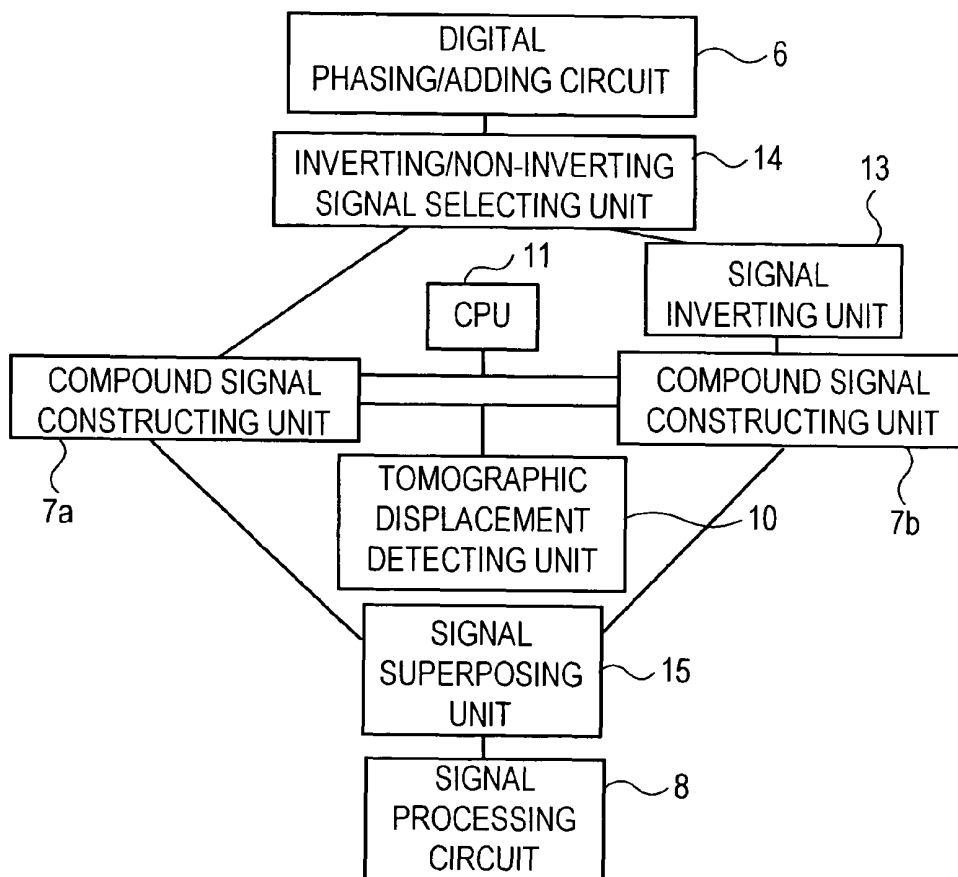 DIGITAL
PHASING/ADDING CIRCUIT
6
INVERTING/NON-INVERTING
SIGNAL SELECTING UNIT
14
13
SIGNAL
INVERTING UNIT
11
CPU
COMPOUND SIGNAL
CONSTRUCTING UNIT
7a
COMPOUND SIGNAL
CONSTRUCTING UNIT
7b
TOMOGRAPHIC
DISPLACEMENT
DETECTING UNIT
10
SIGNAL
SUPERPOSING
UNIT
15
SIGNAL
PROCESSING
CIRCUIT
8